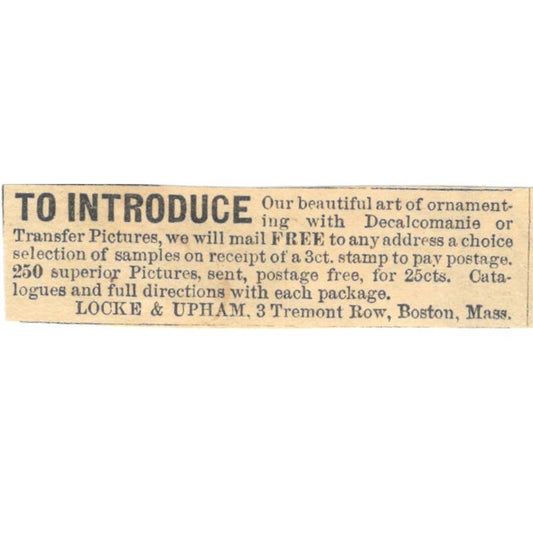 TO INTRODUCE Our beautiful art of ornament-
ing with Decalcomanie or
Transfer Pictures, we will mail FREE to any address a choice
selection of samples on receipt of a 3ct. stamp to pay postage.
250 superior Pictures, sent, postage free, for 25cts. Cata-
logues and full directions with each package.
LOCKE & UPHAM, 3 Tremont Row, Boston, Mass.